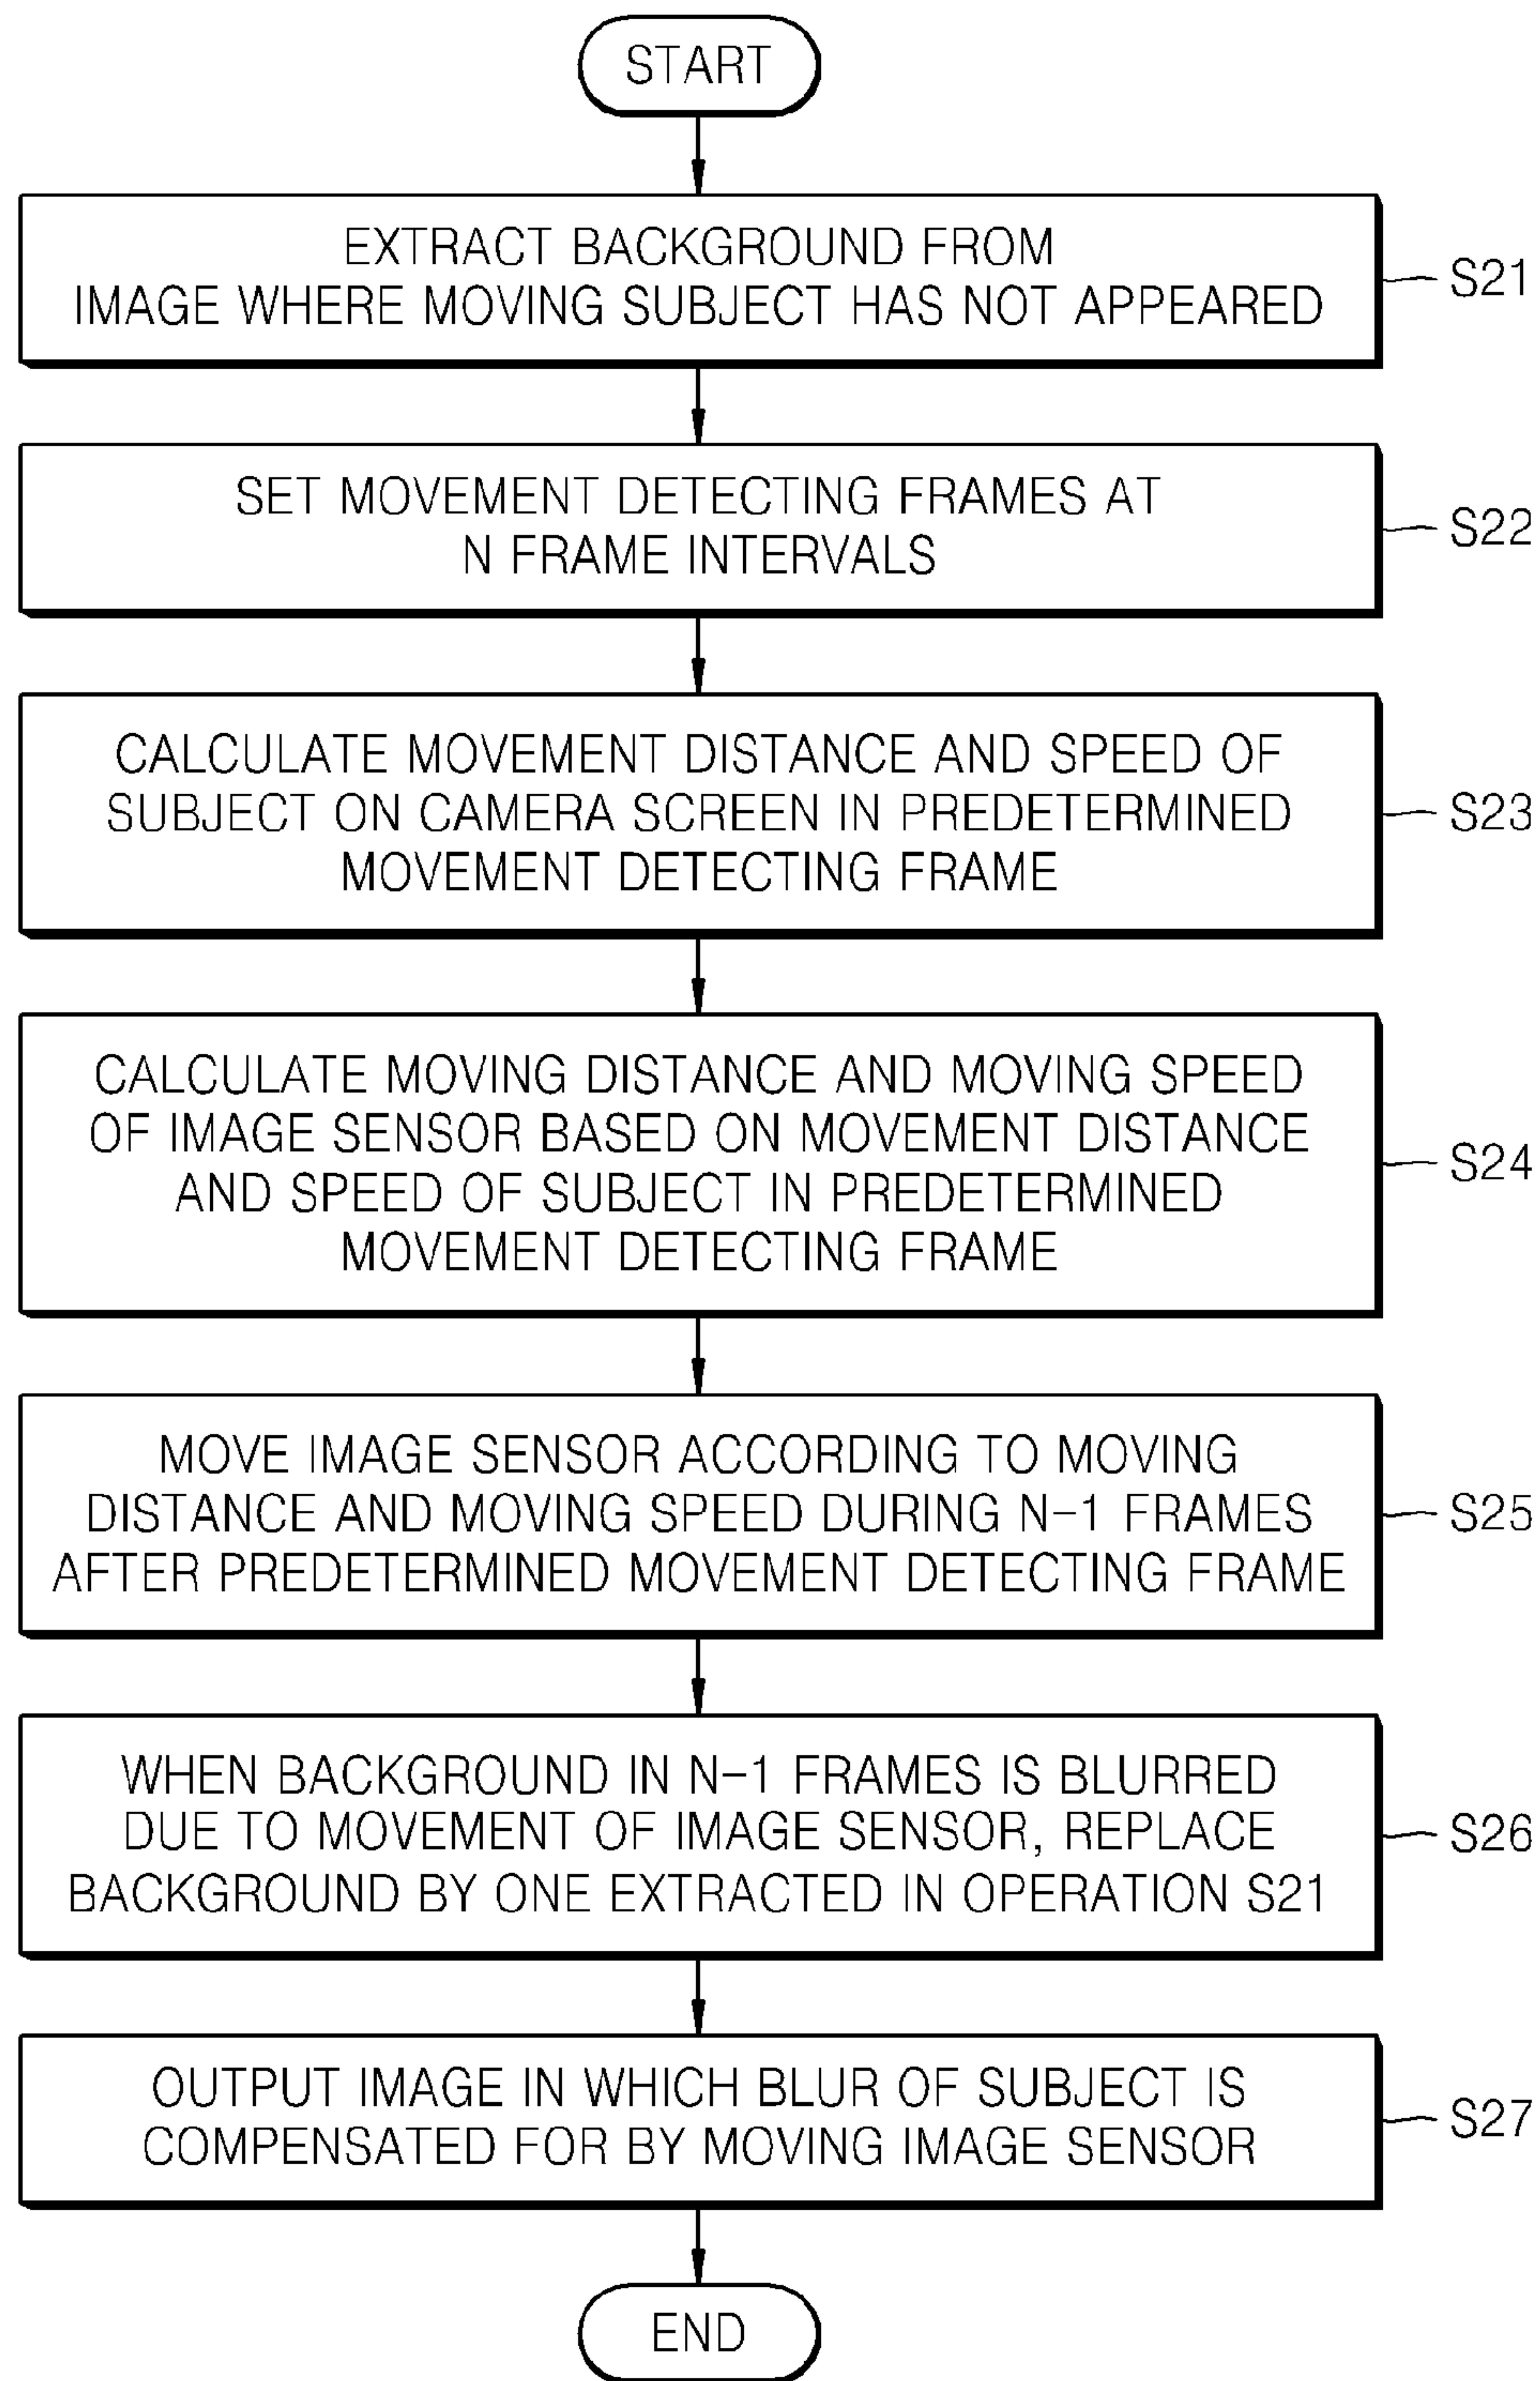 START
EXTRACT BACKGROUND FROM
IMAGE WHERE MOVING SUBJECT HAS NOT APPEARED
S21
SET MOVEMENT DETECTING FRAMES AT
N FRAME INTERVALS
S22
CALCULATE MOVEMENT DISTANCE AND SPEED OF
SUBJECT ON CAMERA SCREEN IN PREDETERMINED
MOVEMENT DETECTING FRAME
S23
CALCULATE MOVING DISTANCE AND MOVING SPEED
OF IMAGE SENSOR BASED ON MOVEMENT DISTANCE
AND SPEED OF SUBJECT IN PREDETERMINED
MOVEMENT DETECTING FRAME
S24
MOVE IMAGE SENSOR ACCORDING TO MOVING
DISTANCE AND MOVING SPEED DURING N-1 FRAMES
AFTER PREDETERMINED MOVEMENT DETECTING FRAME
S25
WHEN BACKGROUND IN N-1 FRAMES IS BLURRED
DUE TO MOVEMENT OF IMAGE SENSOR, REPLACE
BACKGROUND BY ONE EXTRACTED IN OPERATION S21
S26
OUTPUT IMAGE IN WHICH BLUR OF SUBJECT IS
COMPENSATED FOR BY MOVING IMAGE SENSOR
S27
END